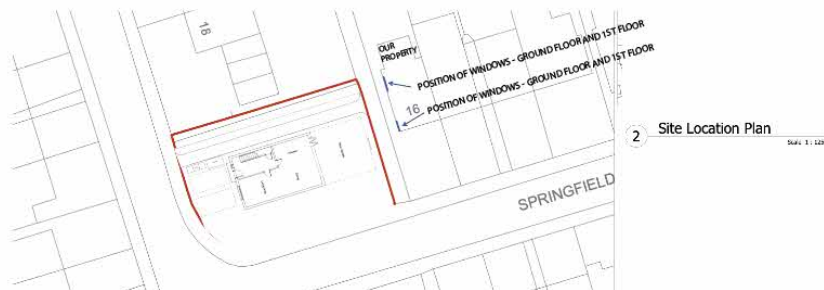 18
OUR
PROPERTY
POSITION OF WINDOWS - GROUND FLOOR AND 1ST FLOOR
16
POSITION OF WINDOWS - GROUND FLOOR AND 1ST FLOOR
2 Site Location Plan
SPRINGFIELD